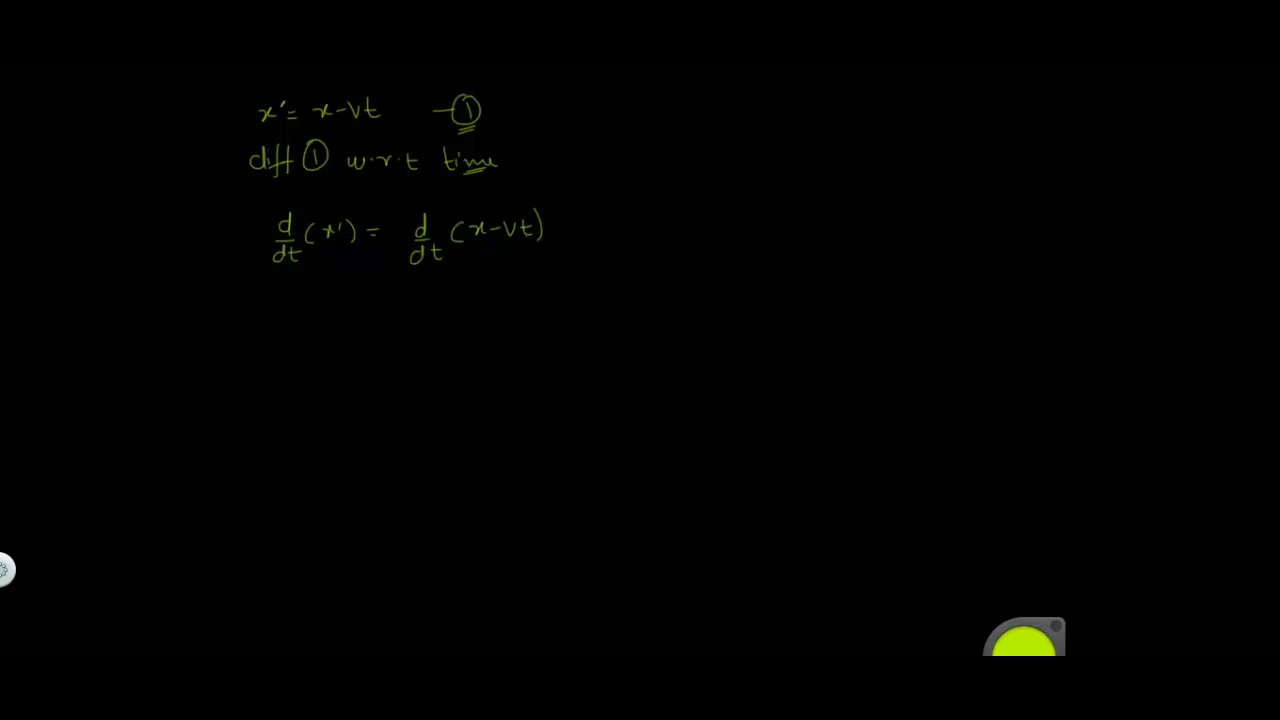 x' = x - vt — ①
diff ① w.r.t time
d/dt (x') = d/dt (x - vt)